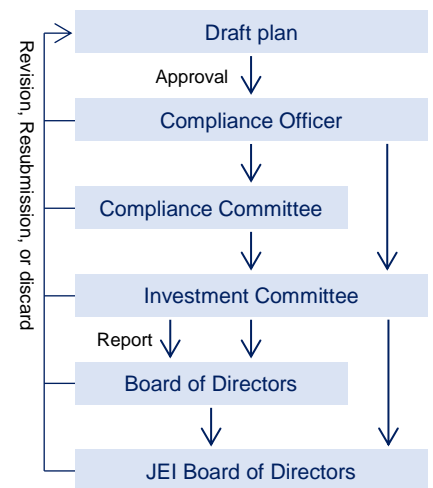 Draft plan
Approval
Compliance Officer
Compliance Committee
Investment Committee
Report
Board of Directors
JEI Board of Directors
Revision, Resubmission, or discard